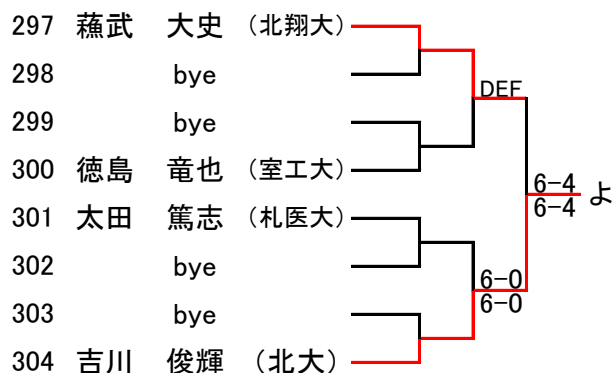 297 蘓武 大史 （北翔大）
298 bye
299 bye
300 徳島 竜也 （室工大）
301 太田 篤志 （札医大）
302 bye
303 bye
304 吉川 俊輝 （北大）
DEF
6-4
6-4
よ
6-0
6-0